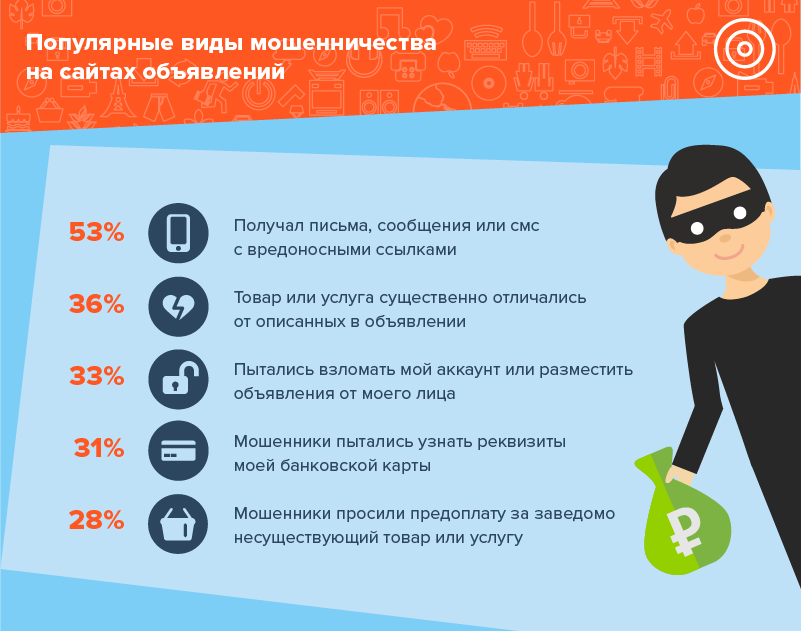 Популярные виды мошенничества
на сайтах объявлений
53%
Получал письма, сообщения или смс
с вредоносными ссылками
36%
Товар или услуга существенно отличались
от описанных в объявлении
33%
Пытались взломать мой аккаунт или разместить
объявления от моего лица
31%
Мошенники пытались узнать реквизиты
моей банковской карты
28%
Мошенники просили предоплату за заведомо
несуществующий товар или услугу
₽